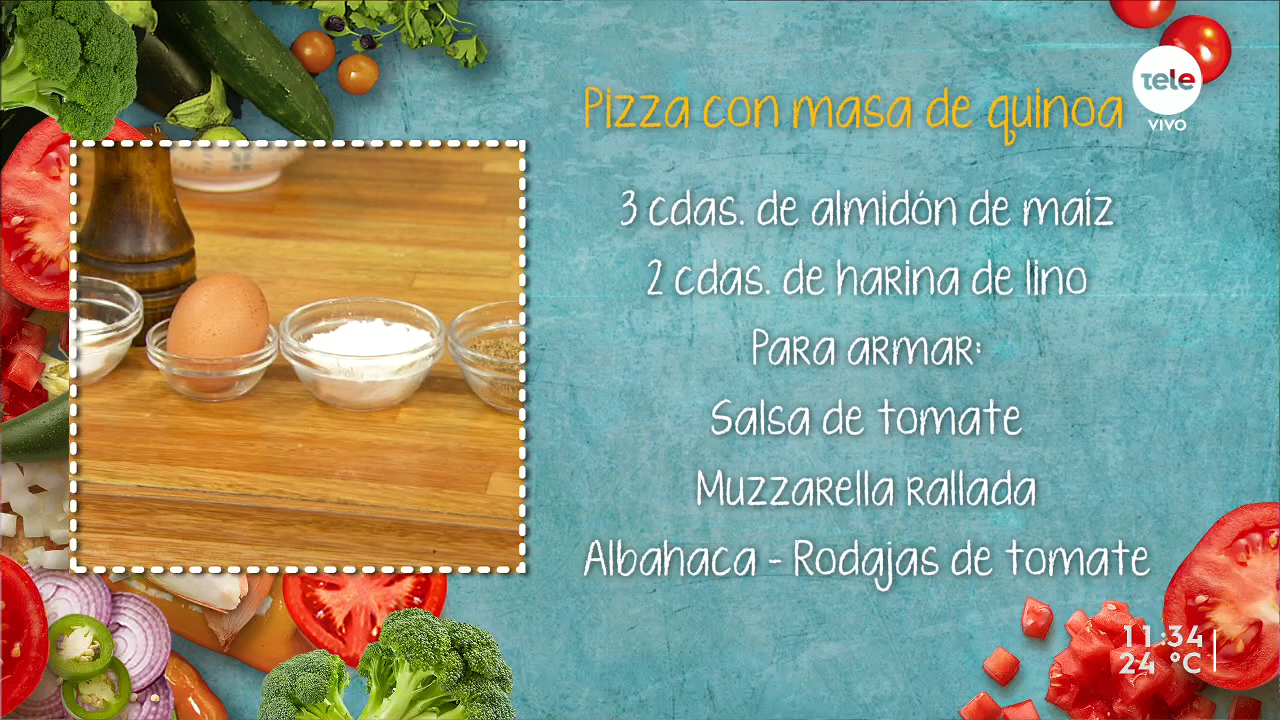 Pizza con masa de quinoa
tele
VIVO
3 cdas. de almidón de maíz
2 cdas. de harina de lino
Para armar:
Salsa de tomate
Muzzarella rallada
Albahaca - Rodajas de tomate
11:34
24 °C